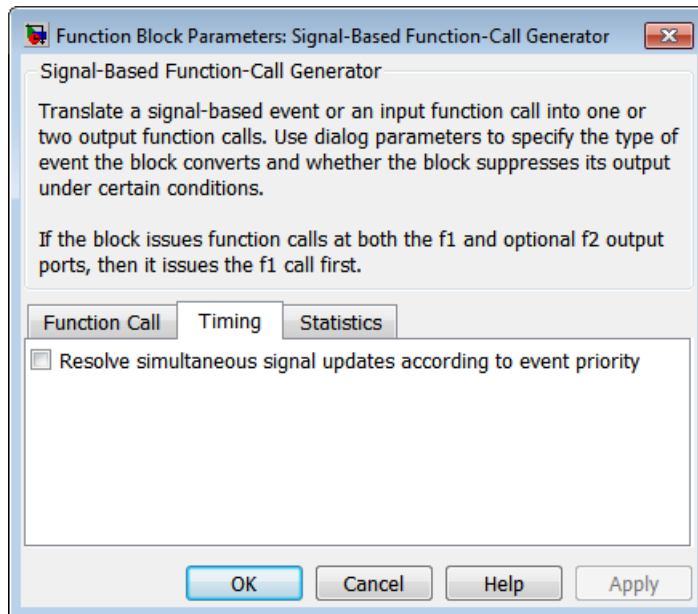 Function Block Parameters: Signal-Based Function-Call Generator
Signal-Based Function-Call Generator
Translate a signal-based event or an input function call into one or
two output function calls. Use dialog parameters to specify the type of
event the block converts and whether the block suppresses its output
under certain conditions.
If the block issues function calls at both the f1 and optional f2 output
ports, then it issues the f1 call first.
Function Call Timing Statistics
Resolve simultaneous signal updates according to event priority
OK Cancel Help Apply